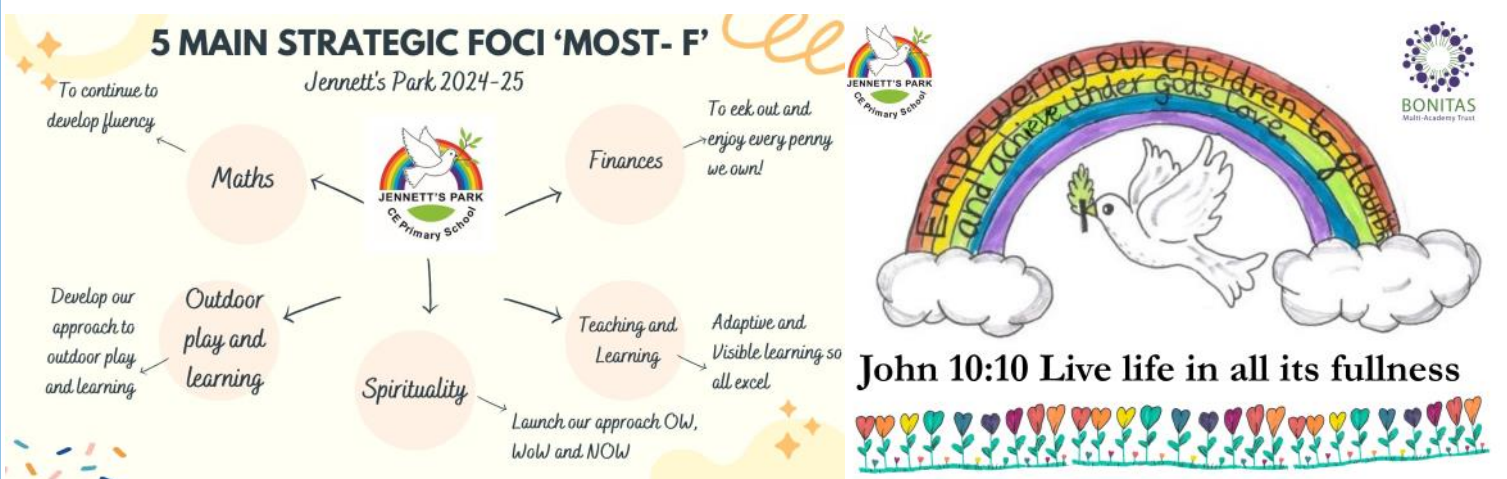 5 MAIN STRATEGIC FOCI ‘MOST- F’
Jennett's Park 2024-25
To continue to
develop fluency
Maths
JENNETT'S PARK
CE Primary School
Finances
To eek out and
enjoy every penny
we own!
Develop our
approach to
outdoor play
and learning
Outdoor
play and
learning
Spirituality
Launch our approach OW,
WoW and NOW
Teaching and
Learning
Adaptive and
Visible learning so
all excel
JENNETT'S PARK
CE Primary School
Empowering our children to flourish
and achieve under gods love.
BONITAS
Multi-Academy Trust
John 10:10 Live life in all its fullness